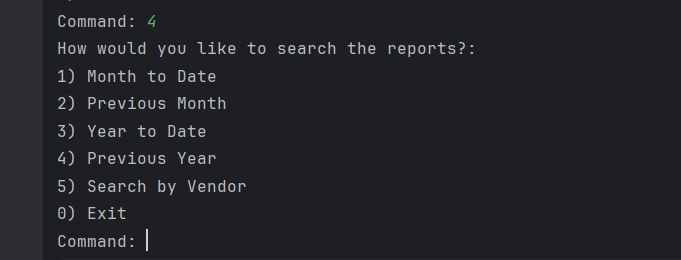 Command: 4
How would you like to search the reports?:
1) Month to Date
2) Previous Month
3) Year to Date
4) Previous Year
5) Search by Vendor
0) Exit
Command: